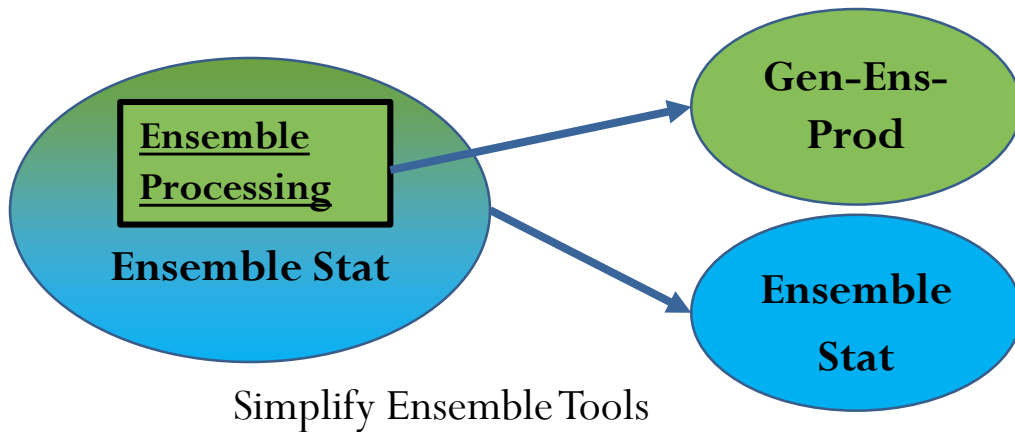 Ensemble
Processing
Ensemble Stat
Gen-Ens-
Prod
Ensemble
Stat
Simplify Ensemble Tools